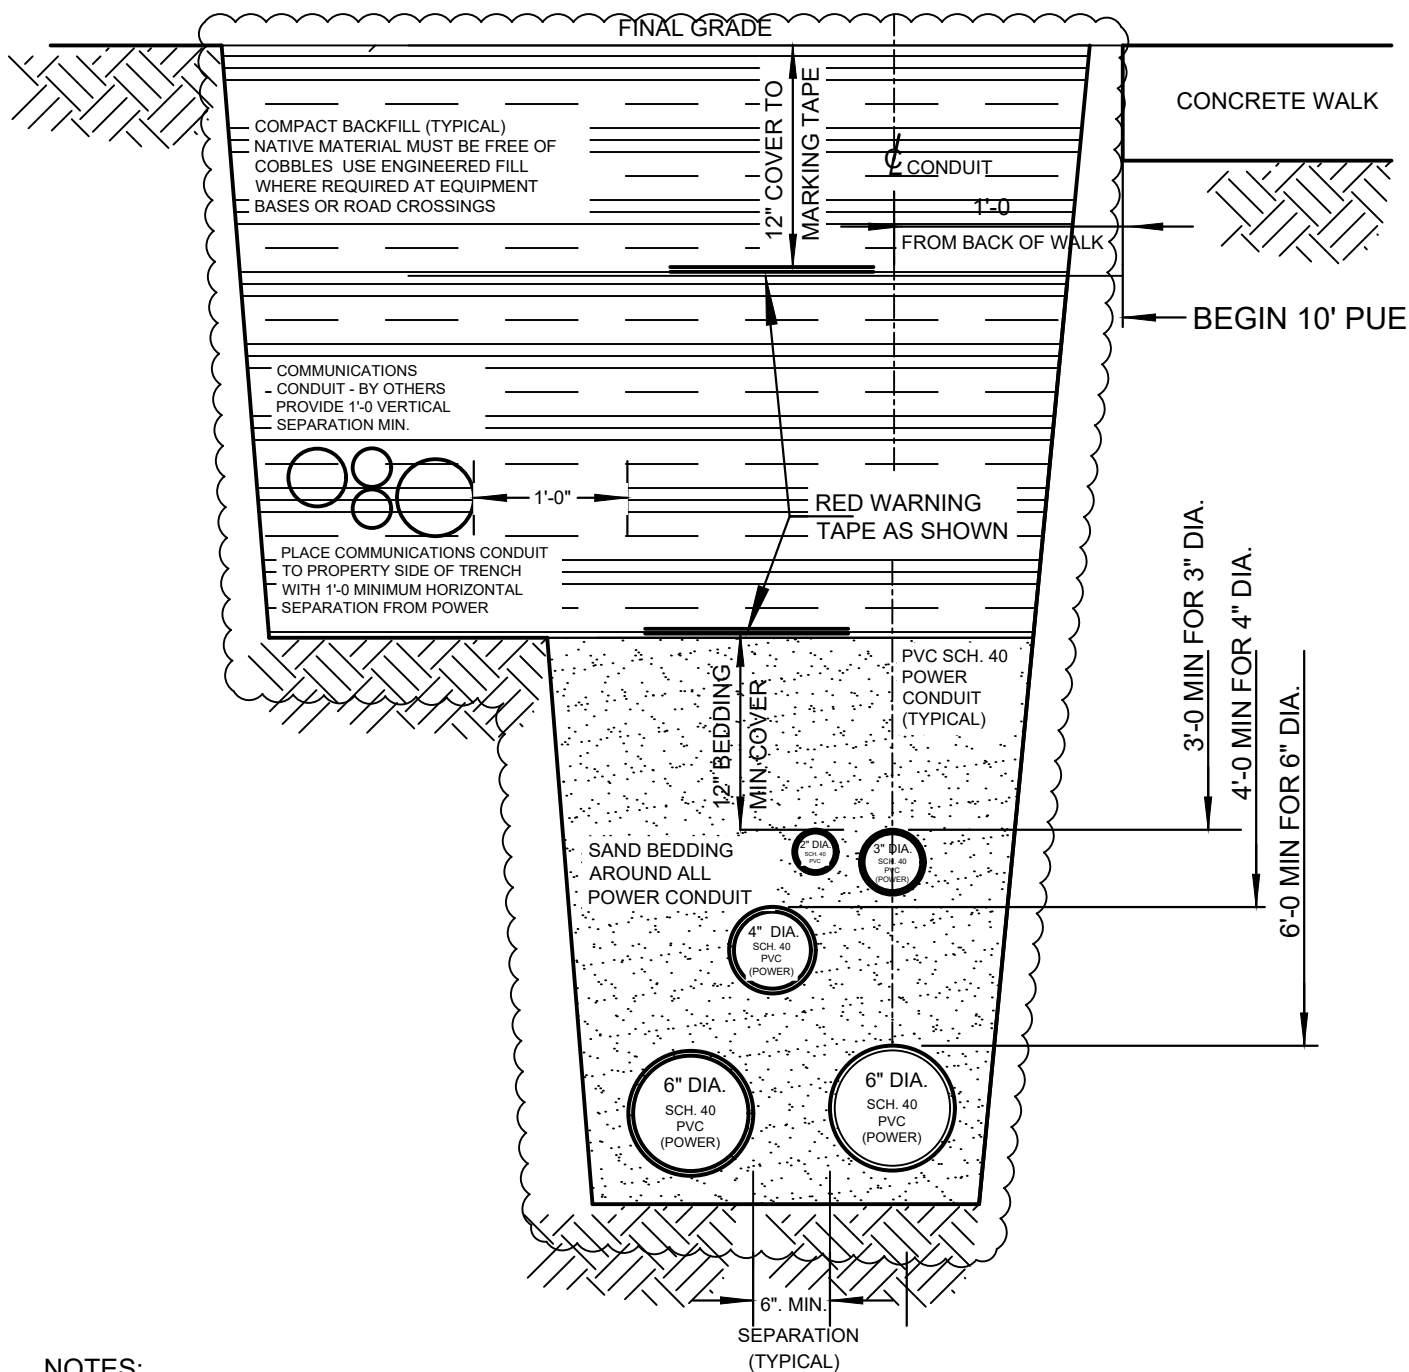 FINAL GRADE
CONCRETE WALK
12" COVER TO
MARKING TAPE
COMPACT BACKFILL (TYPICAL)
NATIVE MATERIAL MUST BE FREE OF
COBBLES  USE ENGINEERED FILL
WHERE REQUIRED AT EQUIPMENT
BASES OR ROAD CROSSINGS
℄ CONDUIT
1'-0
FROM BACK OF WALK
BEGIN 10' PUE
COMMUNICATIONS
CONDUIT - BY OTHERS
PROVIDE 1'-0 VERTICAL
SEPARATION MIN.
1'-0"
RED WARNING
TAPE AS SHOWN
PLACE COMMUNICATIONS CONDUIT
TO PROPERTY SIDE OF TRENCH
WITH 1'-0 MINIMUM HORIZONTAL
SEPARATION FROM POWER
3'-0 MIN FOR 3" DIA.
4'-0 MIN FOR 4" DIA.
6'-0 MIN FOR 6" DIA.
12" BEDDING
MIN COVER
PVC SCH. 40
POWER
CONDUIT
(TYPICAL)
SAND BEDDING
AROUND ALL
POWER CONDUIT
2" DIA.
SCH. 40
PVC
3" DIA.
SCH. 40
PVC
(POWER)
4" DIA.
SCH. 40
PVC
(POWER)
6" DIA.
SCH. 40
PVC
(POWER)
6" DIA.
SCH. 40
PVC
(POWER)
6". MIN.
SEPARATION
(TYPICAL)
NOTES: